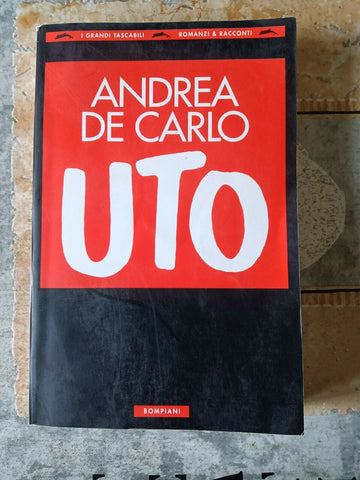 I GRANDI TASCABILI ROMANZI & RACCONTI
ANDREA
DE CARLO
UTO
BOMPIANI